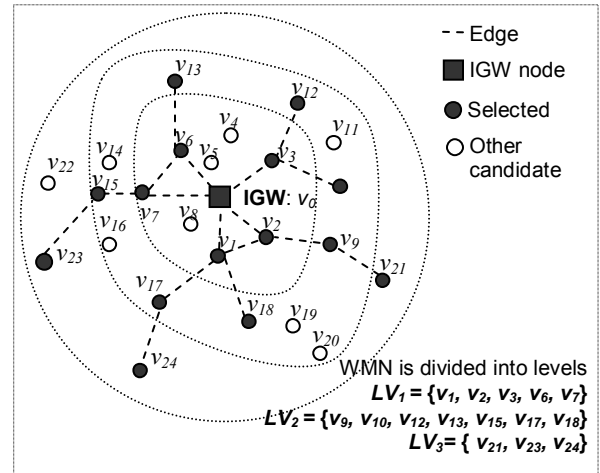 Edge
IGW node
Selected
Other
candidate
v13
v12
v4
v11
v6
v5
v3
v14
v22
v15
v7
IGW: v0
v8
v16
v2
v1
v9
v23
v21
v17
v18
v19
v20
v24
WMN is divided into levels
LV1 = {v1, v2, v3, v6, v7}
LV2 = {v9, v10, v12, v13, v15, v17, v18}
LV3= { v21, v23, v24}